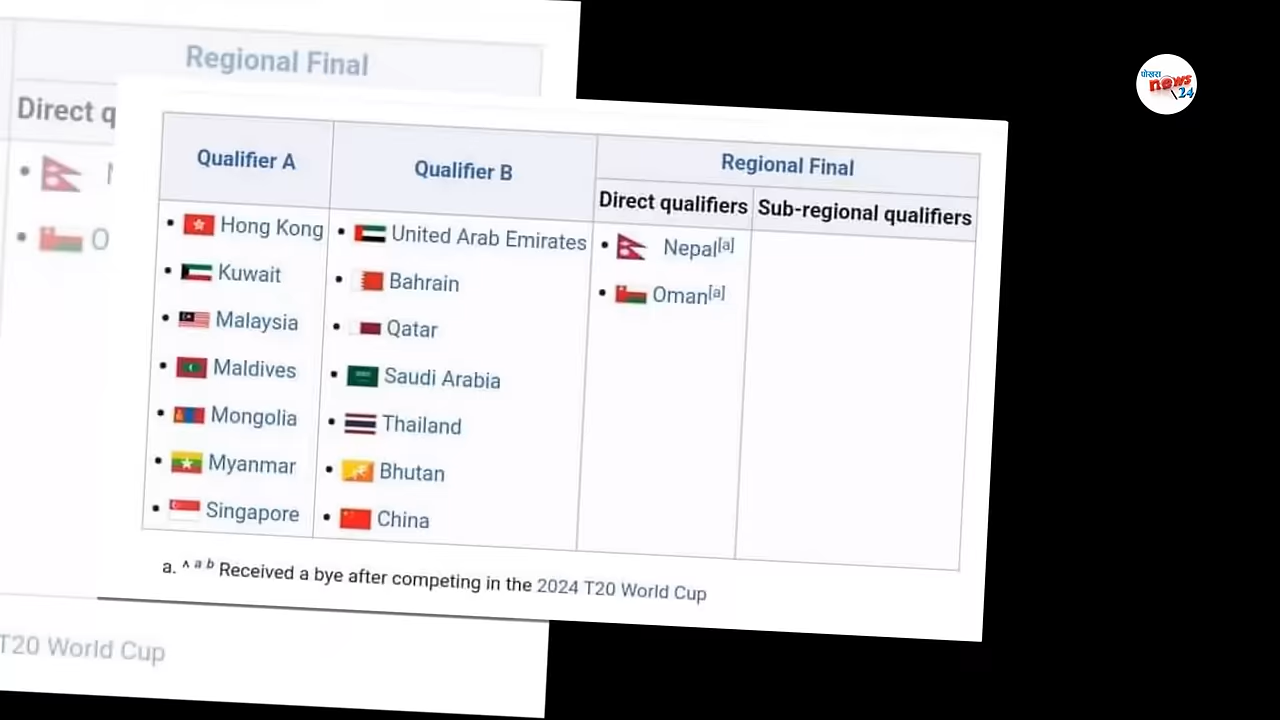 Regional Final
Direct q
O
T20 World Cup
पोखरा
news
24
Qualifier A
Qualifier B
Regional Final
Direct qualifiers
Sub-regional qualifiers
• Hong Kong
• Kuwait
• Malaysia
• Maldives
• Mongolia
• Myanmar
• Singapore
• United Arab Emirates
• Bahrain
• Qatar
• Saudi Arabia
• Thailand
• Bhutan
• China
• Nepal[a]
• Oman[a]
a. ^ a b Received a bye after competing in the 2024 T20 World Cup